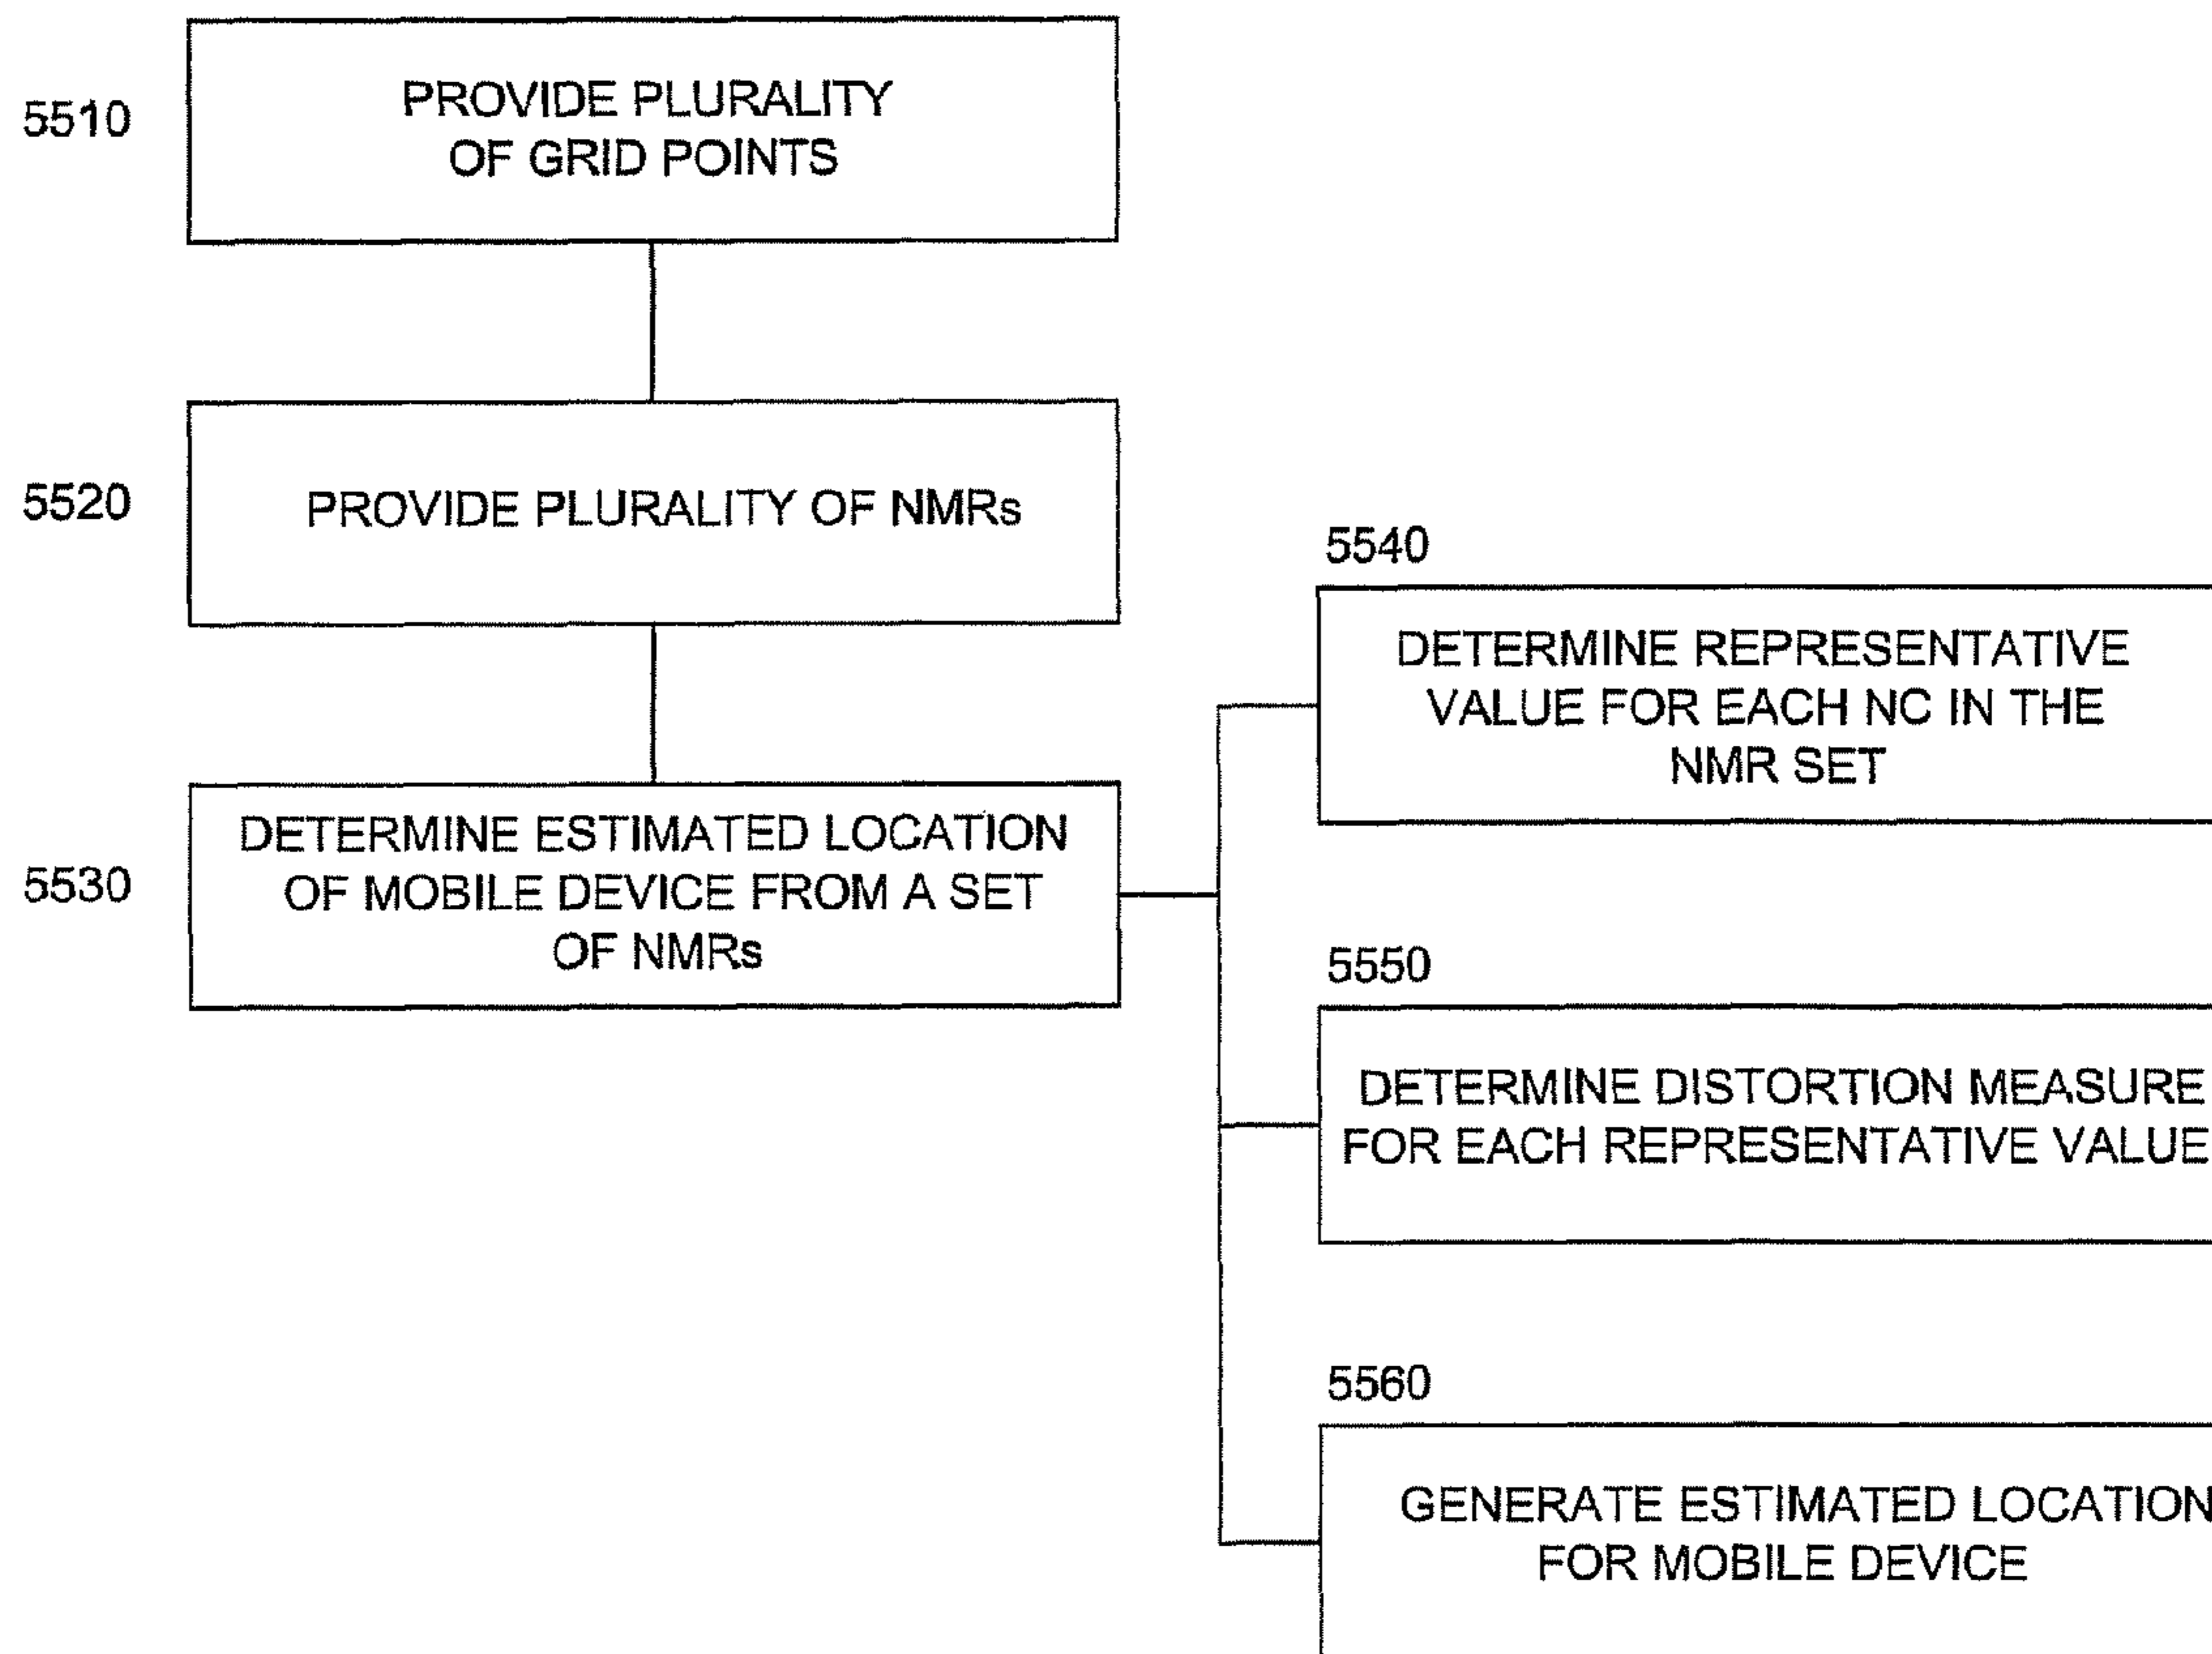 5510
PROVIDE PLURALITY
OF GRID POINTS
5520
PROVIDE PLURALITY OF NMRs
5530
DETERMINE ESTIMATED LOCATION
OF MOBILE DEVICE FROM A SET
OF NMRs
5540
DETERMINE REPRESENTATIVE
VALUE FOR EACH NC IN THE
NMR SET
5550
DETERMINE DISTORTION MEASURE
FOR EACH REPRESENTATIVE VALUE
5560
GENERATE ESTIMATED LOCATION
FOR MOBILE DEVICE